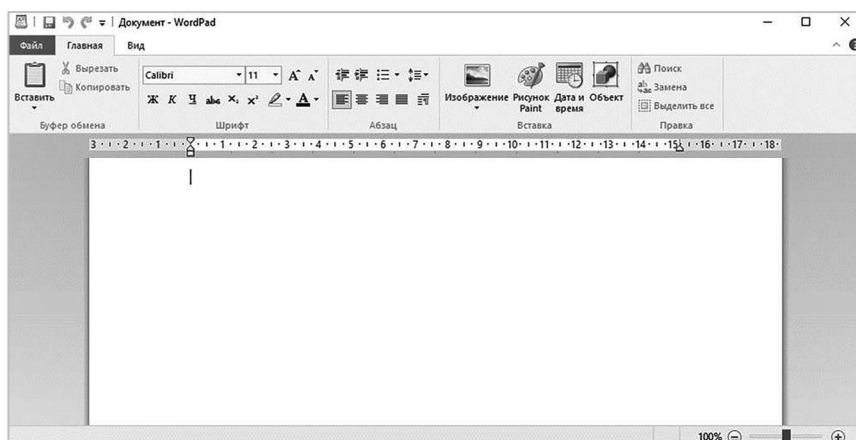 Документ - WordPad
Файл Главная Вид
Вставить
Вырезать
Копировать
Буфер обмена
Calibri 11 A A
Ж К Ч abc X₂ X² A
Шрифт
Абзац
Изображение Рисунок Paint Дата и время Объект
Вставка
Поиск
Замена
Выделить все
Правка
3 2 1 1 2 3 4 5 6 7 8 9 10 11 12 13 14 15 16 17 18
100%